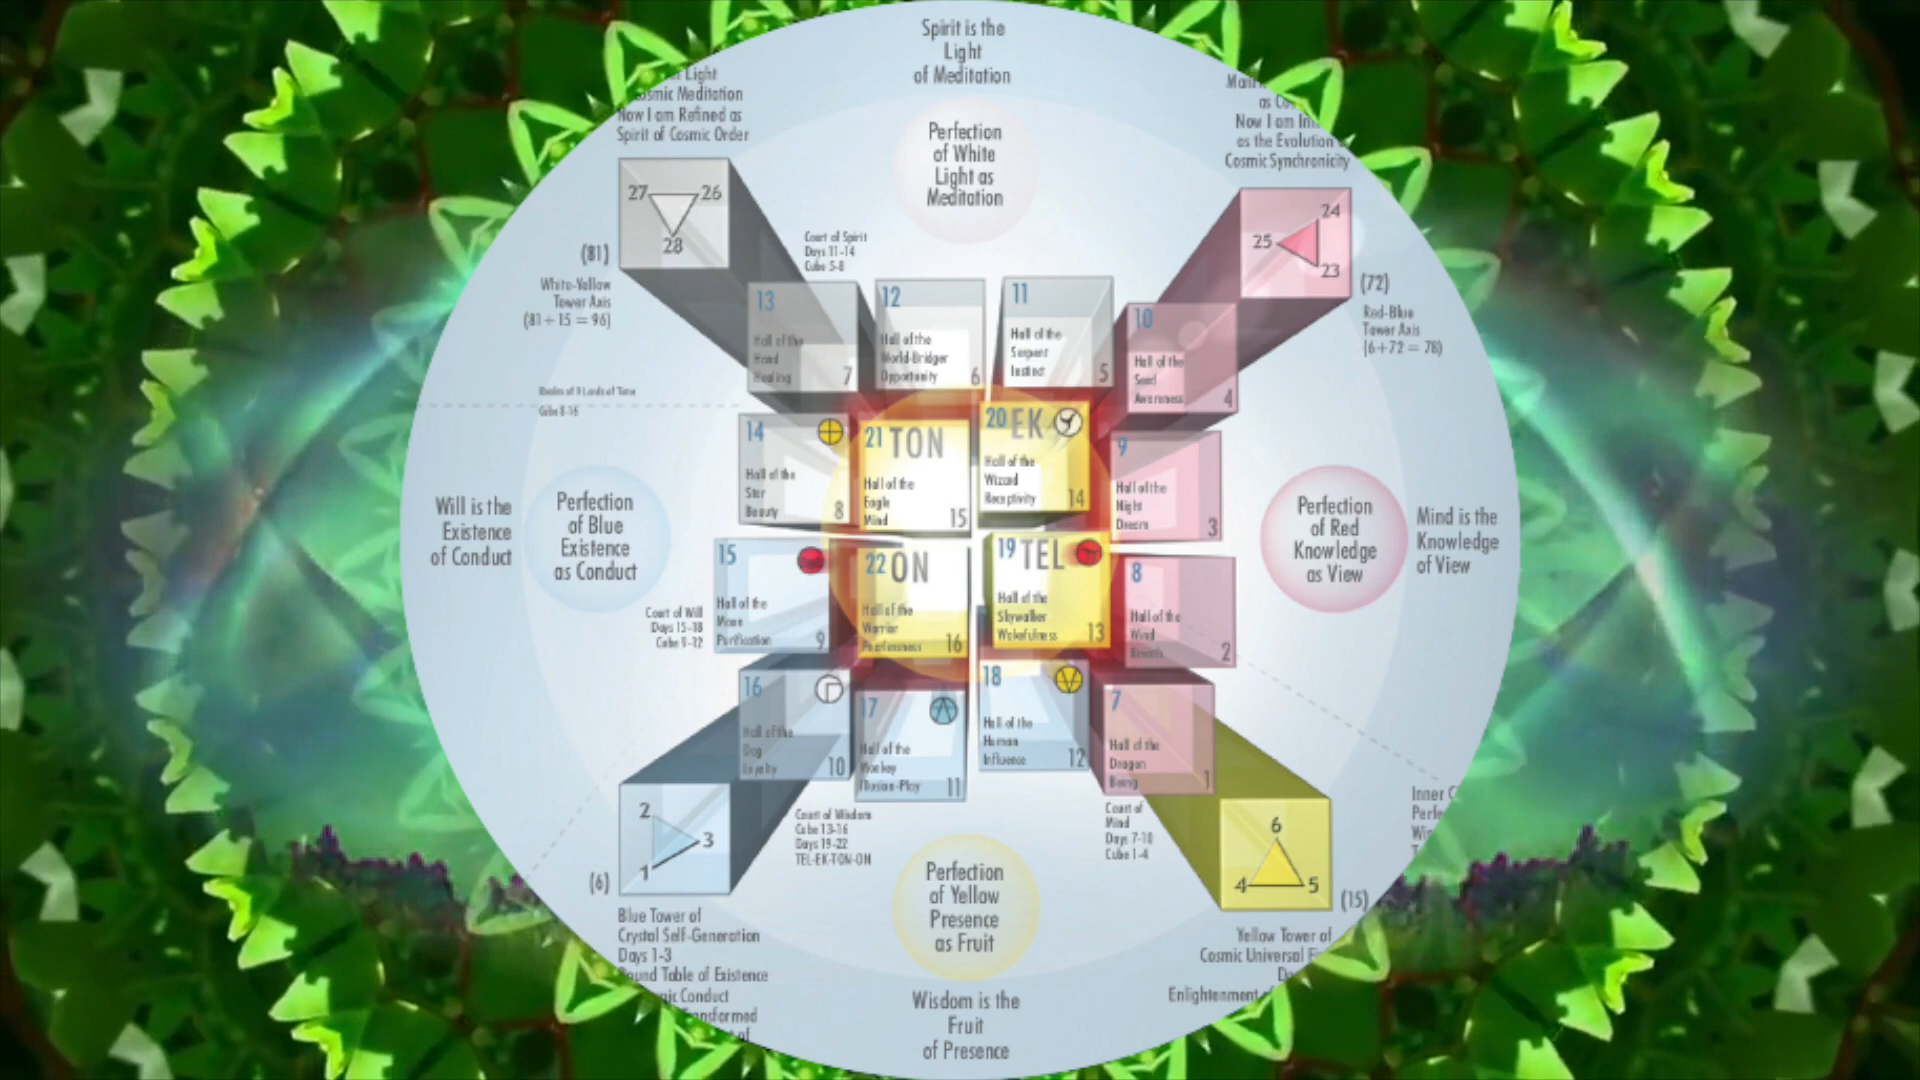 Spirit is the
Light
of Meditation
Light
Cosmic Meditation
Now I am Refined as
Spirit of Cosmic Order
as
Now I am
as the Evolution
Cosmic Synchronicity
Perfection
of White
Light as
Meditation
27 26
28
24
25
23
(81)
White-Yellow
Tower Axis
(81+15 = 96)
(72)
Red-Blue
Tower Axis
(6+72 = 78)
Court of Spirit
Days 11-14
Cube 5-8
13
Hall of the
Hand
Healing
7
12
Hall of the
World-Bridger
Opportunity
6
11
Hall of the
Serpent
Instinct
5
10
Hall of the
Seed
Awareness
4
Realm of 9 Lords of Time
Cube 8-16
14
Hall of the
Star
Beauty
8
21 TON
Hall of the
Eagle
Mind
15
20 EK
Hall of the
Wizard
Receptivity
14
9
Hall of the
Night
Dream
3
Will is the
Existence
of Conduct
Perfection
of Blue
Existence
as Conduct
Perfection
of Red
Knowledge
as View
Mind is the
Knowledge
of View
15
Hall of the
Moon
Purification
9
22 ON
Hall of the
Warrior
Fearlessness
16
19 TEL
Hall of the
Skywalker
Wakefulness
13
8
Hall of the
Wind
Breath
2
Court of Will
Days 15-18
Cube 9-12
16
Hall of the
Dog
Loyalty
10
17
Hall of the
Monkey
Illusion-Play
11
18
Hall of the
Human
Influence
12
7
Hall of the
Dragon
Being
1
2
3
1
(6)
Court of Wisdom
Cube 13-16
Days 19-22
TEL-EK-TON-ON
Court of
Mind
Days 7-10
Cube 1-4
Inner
6
4 5
(15)
Perfection
of Yellow
Presence
as Fruit
Blue Tower of
Crystal Self-Generation
Days 1-3
Round Table of Existence
Conduct
Yellow Tower of
Cosmic Universal
Enlightenment
Wisdom is the
Fruit
of Presence